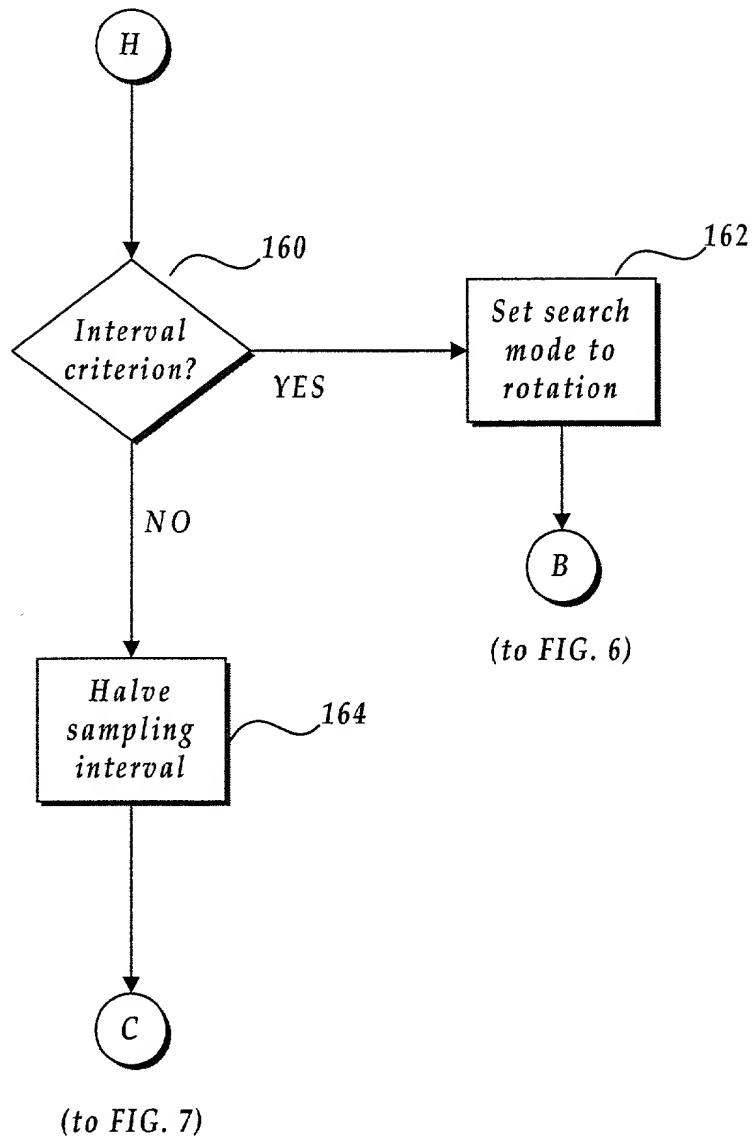 H
160
Interval
criterion?
YES
162
Set search
mode to
rotation
NO
B
(to FIG. 6)
Halve
sampling
interval
164
C
(to FIG. 7)